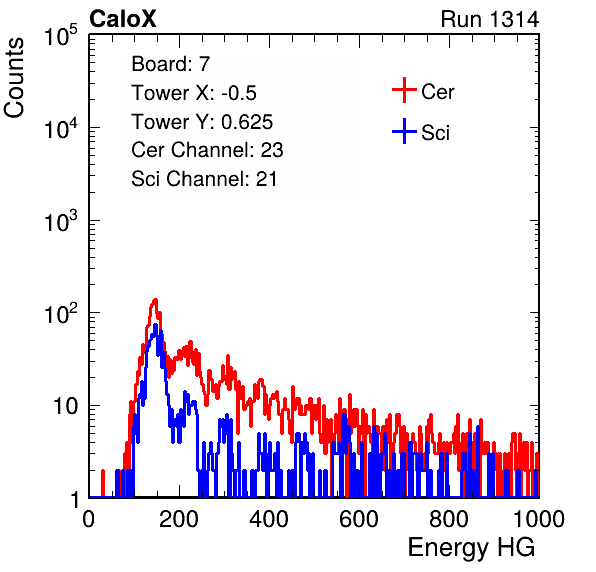 CaloX Run 1314
Counts
Board: 7
Tower X: -0.5
Tower Y: 0.625
Cer Channel: 23
Sci Channel: 21
Cer
Sci
10^5
10^4
10^3
10^2
10
1
0 200 400 600 800 1000
Energy HG